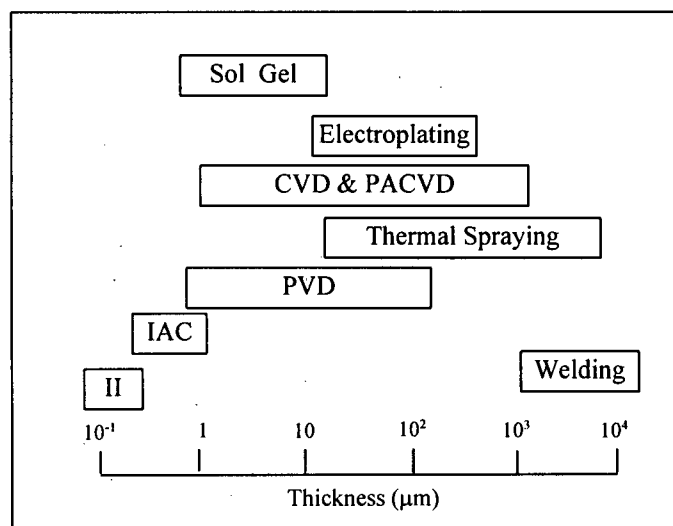 Sol Gel
Electroplating
CVD & PACVD
Thermal Spraying
PVD
IAC
II
Welding
10⁻¹ 1 10 10² 10³ 10⁴
Thickness (μm)